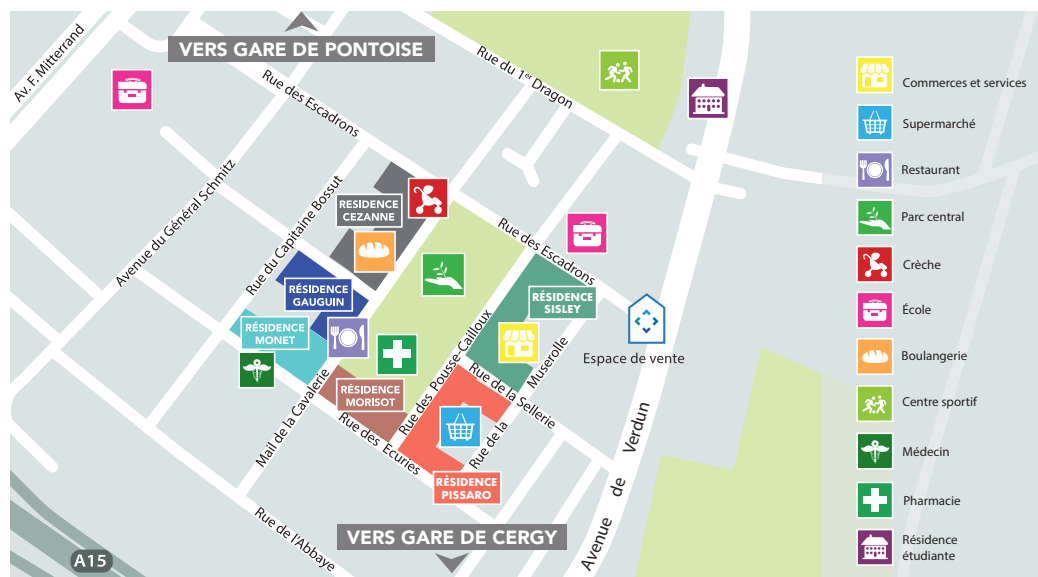 VERS GARE DE PONTOISE
Av. F. Mitterrand
Rue du 1er Dragon
Rue des Escadrons
Commerces et services
Supermarché
Restaurant
Parc central
Crèche
École
Boulangerie
Centre sportif
Médecin
Pharmacie
Résidence
étudiante
Avenue du Général Schmitz
Rue du Capitaine Bossut
RESIDENCE
CEZANNE
Rue des Escadrons
RÉSIDENCE
GAUGUIN
RÉSIDENCE
SISLEY
RÉSIDENCE
MONET
Espace de vente
Rue des Pousse-Cailloux
Rue de la Muserolle
Rue de la Sellerie
RÉSIDENCE
MORISOT
Mail de la Cavalerie
Rue des Ecuries
RÉSIDENCE
PISSARO
Avenue de Verdun
Rue de l'Abbaye
VERS GARE DE CERGY
A15